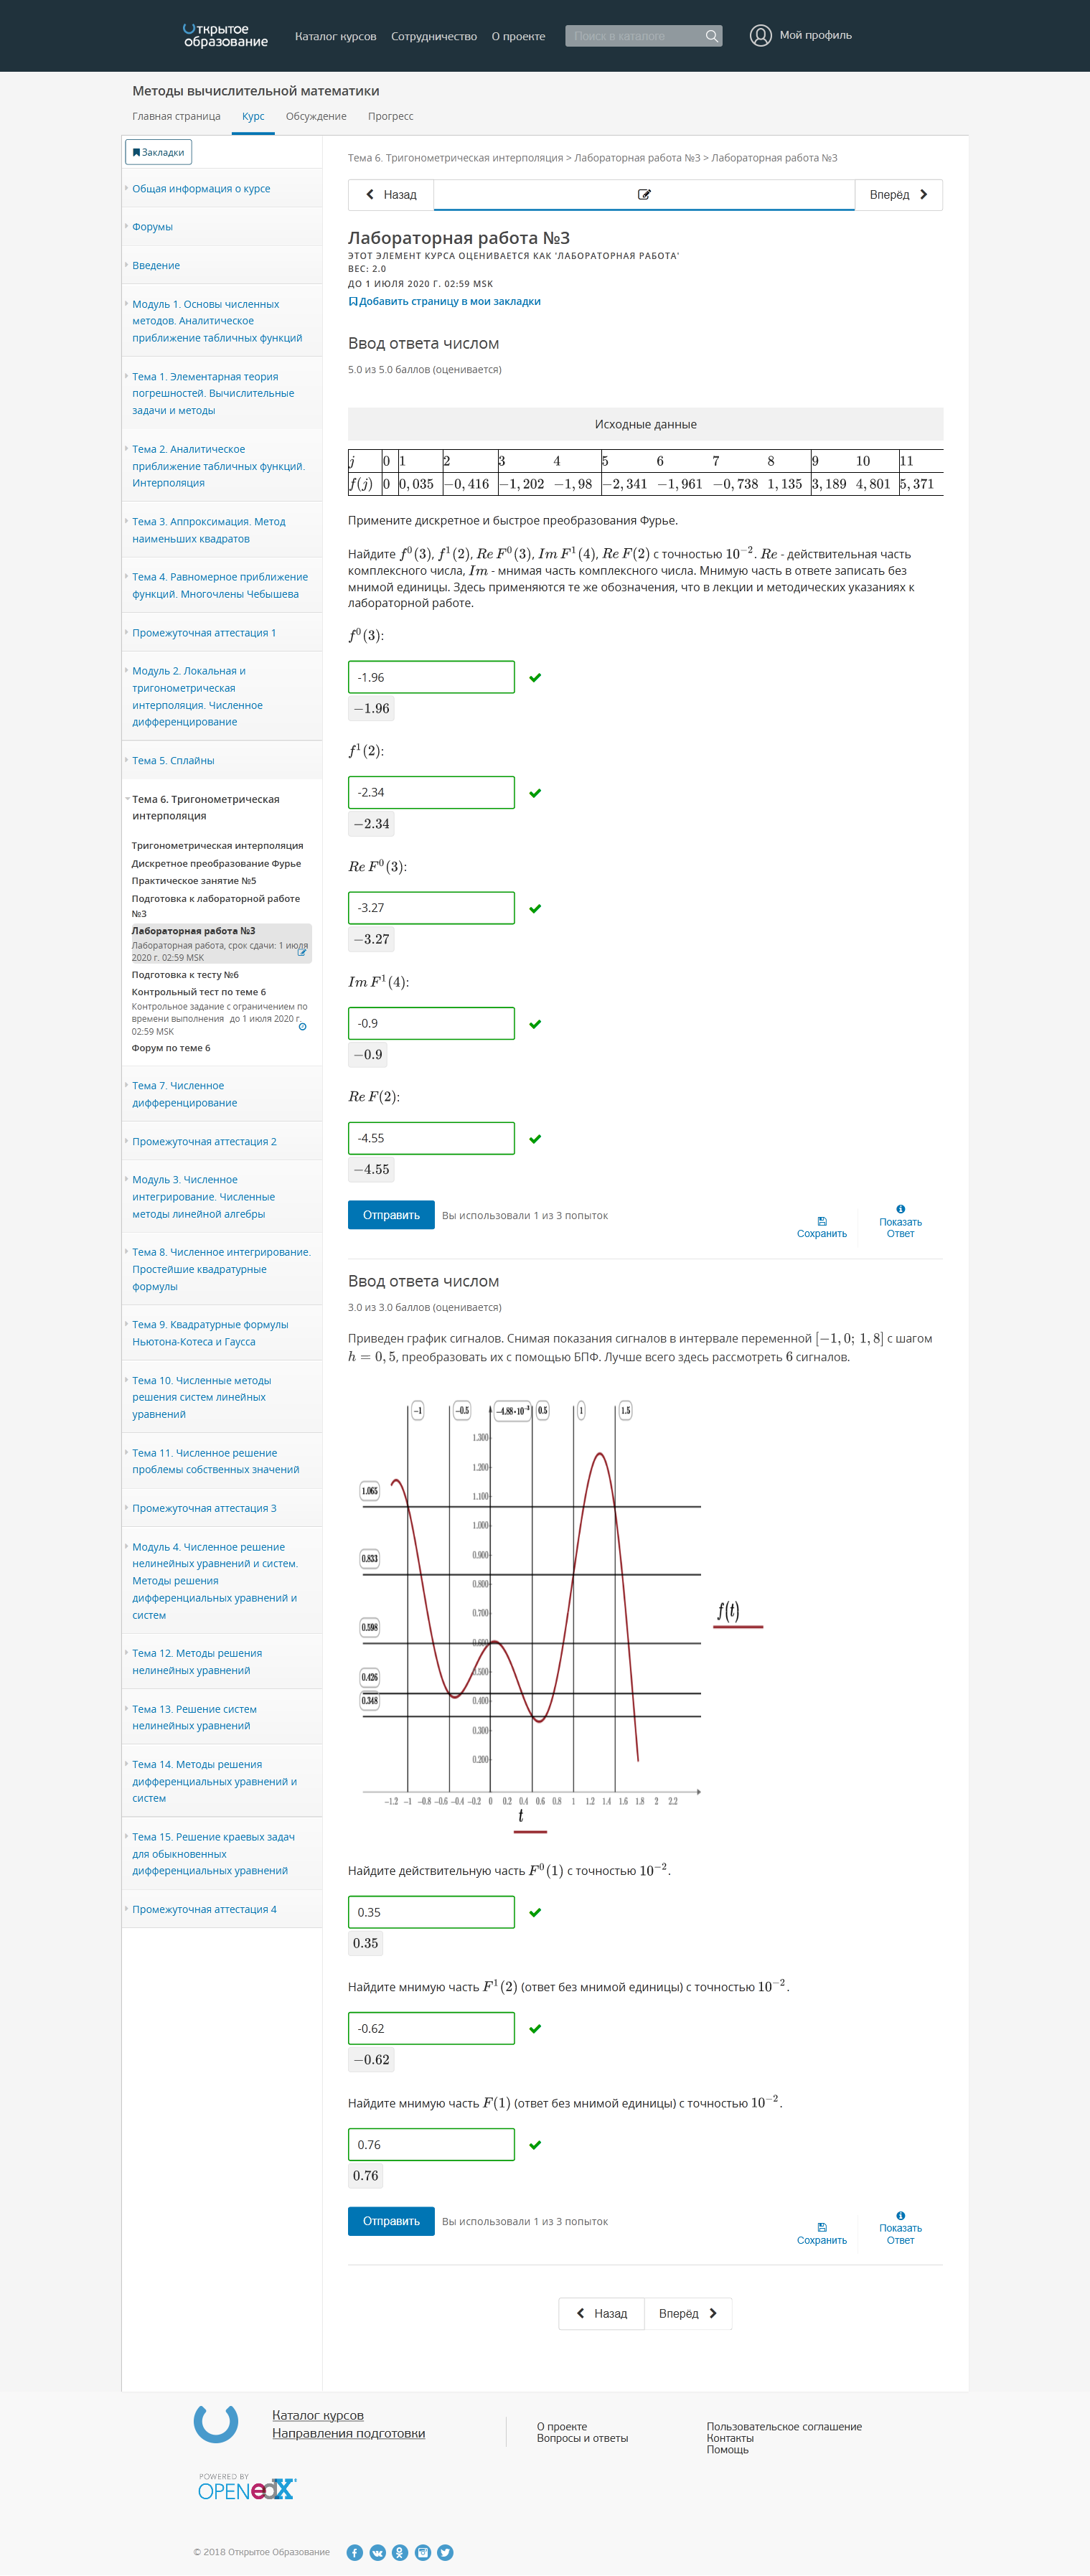 Открытое
образование
Каталог курсов
Сотрудничество
О проекте
Поиск в каталоге
Мой профиль
Методы вычислительной математики
Главная страница
Курс
Обсуждение
Прогресс
Закладки
Общая информация о курсе
Форумы
Введение
Модуль 1. Основы численных
методов. Аналитическое
приближение табличных функций
Тема 1. Элементарная теория
погрешностей. Вычислительные
задачи и методы
Тема 2. Аналитическое
приближение табличных функций.
Интерполяция
Тема 3. Аппроксимация. Метод
наименьших квадратов
Тема 4. Равномерное приближение
функций. Многочлены Чебышева
Промежуточная аттестация 1
Модуль 2. Локальная и
тригонометрическая
интерполяция. Численное
дифференцирование
Тема 5. Сплайны
Тема 6. Тригонометрическая
интерполяция
Тригонометрическая интерполяция
Дискретное преобразование Фурье
Практическое занятие №5
Подготовка к лабораторной работе
№3
Лабораторная работа №3
Лабораторная работа, срок сдачи: 1 июля
2020 г. 02:59 MSK
Подготовка к тесту №6
Контрольный тест по теме 6
Контрольное задание с ограничением по
времени выполнения до 1 июля 2020 г.
02:59 MSK
Форум по теме 6
Тема 7. Численное
дифференцирование
Промежуточная аттестация 2
Модуль 3. Численное
интегрирование. Численные
методы линейной алгебры
Тема 8. Численное интегрирование.
Простейшие квадратурные
формулы
Тема 9. Квадратурные формулы
Ньютона-Котеса и Гаусса
Тема 10. Численные методы
решения систем линейных
уравнений
Тема 11. Численное решение
проблемы собственных значений
Промежуточная аттестация 3
Модуль 4. Численное решение
нелинейных уравнений и систем.
Методы решения
дифференциальных уравнений и
систем
Тема 12. Методы решения
нелинейных уравнений
Тема 13. Решение систем
нелинейных уравнений
Тема 14. Методы решения
дифференциальных уравнений и
систем
Тема 15. Решение краевых задач
для обыкновенных
дифференциальных уравнений
Промежуточная аттестация 4
Тема 6. Тригонометрическая интерполяция > Лабораторная работа №3 > Лабораторная работа №3
Назад
Вперёд
Лабораторная работа №3
ЭТОТ ЭЛЕМЕНТ КУРСА ОЦЕНИВАЕТСЯ КАК 'ЛАБОРАТОРНАЯ РАБОТА'
ВЕС: 2.0
ДО 1 ИЮЛЯ 2020 Г. 02:59 MSK
Добавить страницу в мои закладки
Ввод ответа числом
5.0 из 5.0 баллов (оценивается)
Исходные данные
j 0 1 2 3 4 5 6 7 8 9 10 11
f(j) 0 0,035 −0,416 −1,202 −1,98 −2,341 −1,961 −0,738 1,135 3,189 4,801 5,371
Примените дискретное и быстрое преобразования Фурье.
Найдите f⁰(3), f¹(2), Re F⁰(3), Im F¹(4), Re F(2) с точностью 10⁻². Re - действительная часть
комплексного числа, Im - мнимая часть комплексного числа. Мнимую часть в ответе записать без
мнимой единицы. Здесь применяются те же обозначения, что в лекции и методических указаниях к
лабораторной работе.
f⁰(3):
-1.96
−1.96
f¹(2):
-2.34
−2.34
Re F⁰(3):
-3.27
−3.27
Im F¹(4):
-0.9
−0.9
Re F(2):
-4.55
−4.55
Отправить
Вы использовали 1 из 3 попыток
Сохранить
Показать
Ответ
Ввод ответа числом
3.0 из 3.0 баллов (оценивается)
Приведен график сигналов. Снимая показания сигналов в интервале переменной [−1,0; 1,8] с шагом
h = 0,5, преобразовать их с помощью БПФ. Лучше всего здесь рассмотреть 6 сигналов.
−1 −0.5 −4.88•10⁻³ 0.5 1 1.5
1.300
1.200
1.065
1.100
1.000
0.900
0.833
0.800
0.700
f(t)
0.598
0.600
0.500
0.426
0.400
0.348
0.300
0.200
−1.2 −1 −0.8 −0.6 −0.4 −0.2 0 0.2 0.4 0.6 0.8 1 1.2 1.4 1.6 1.8 2 2.2
t
Найдите действительную часть F⁰(1) с точностью 10⁻².
0.35
0.35
Найдите мнимую часть F¹(2) (ответ без мнимой единицы) с точностью 10⁻².
-0.62
−0.62
Найдите мнимую часть F(1) (ответ без мнимой единицы) с точностью 10⁻².
0.76
0.76
Отправить
Вы использовали 1 из 3 попыток
Сохранить
Показать
Ответ
Назад
Вперёд
Каталог курсов
Направления подготовки
О проекте
Вопросы и ответы
Пользовательское соглашение
Контакты
Помощь
POWERED BY
OPEN edX
© 2018 Открытое Образование